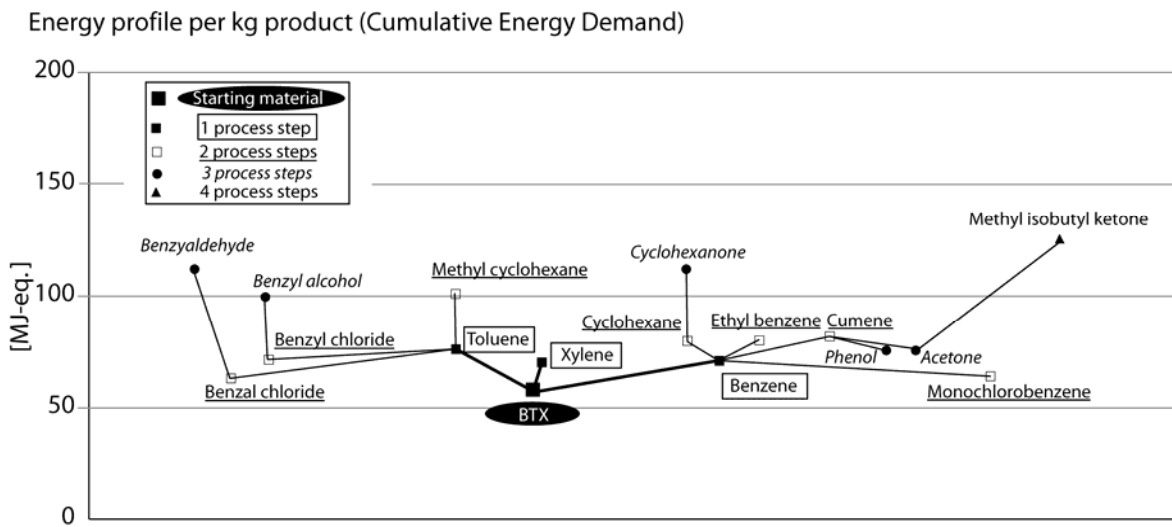 Energy profile per kg product (Cumulative Energy Demand)
200
Starting material
1 process step
2 process steps
3 process steps
4 process steps
150
Methyl isobutyl ketone
Benzyaldehyde
Cyclohexanone
Benzyl alcohol
Methyl cyclohexane
[MJ-eq.]
100
Cyclohexane
Ethyl benzene
Cumene
Benzyl chloride
Toluene
Xylene
Phenol
Acetone
Benzal chloride
Benzene
Monochlorobenzene
50
BTX
0